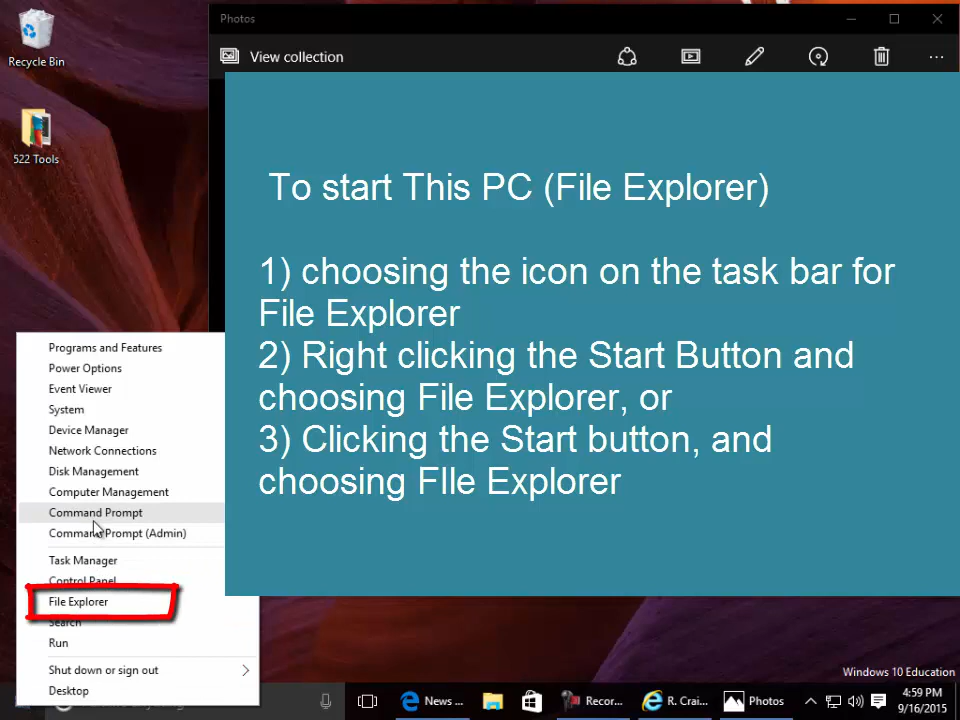 Photos
Recycle Bin
View collection
522 Tools
To start This PC (File Explorer)
1) choosing the icon on the task bar for
File Explorer
2) Right clicking the Start Button and
choosing File Explorer, or
3) Clicking the Start button, and
choosing FIle Explorer
Programs and Features
Power Options
Event Viewer
System
Device Manager
Network Connections
Disk Management
Computer Management
Command Prompt
Command Prompt (Admin)
Task Manager
Control Panel
File Explorer
Search
Run
Shut down or sign out
Desktop
Windows 10 Education
News ...
Recor...
R. Crai...
Photos
4:59 PM
9/16/2015